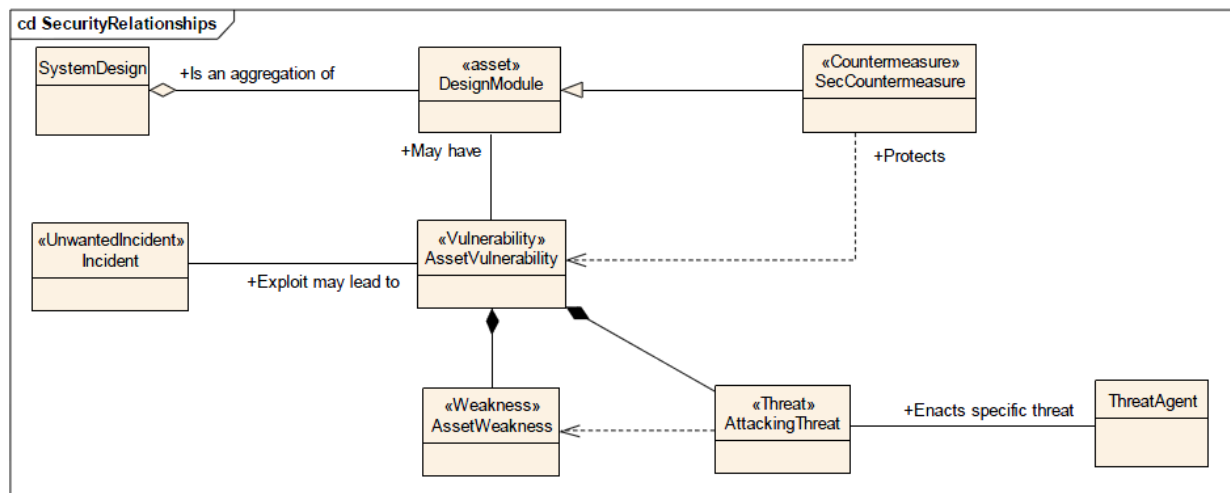 cd SecurityRelationships
SystemDesign
+Is an aggregation of
«asset»
DesignModule
«Countermeasure»
SecCountermeasure
+May have
+Protects
«UnwantedIncident»
Incident
+Exploit may lead to
«Vulnerability»
AssetVulnerability
«Weakness»
AssetWeakness
«Threat»
AttackingThreat
+Enacts specific threat
ThreatAgent